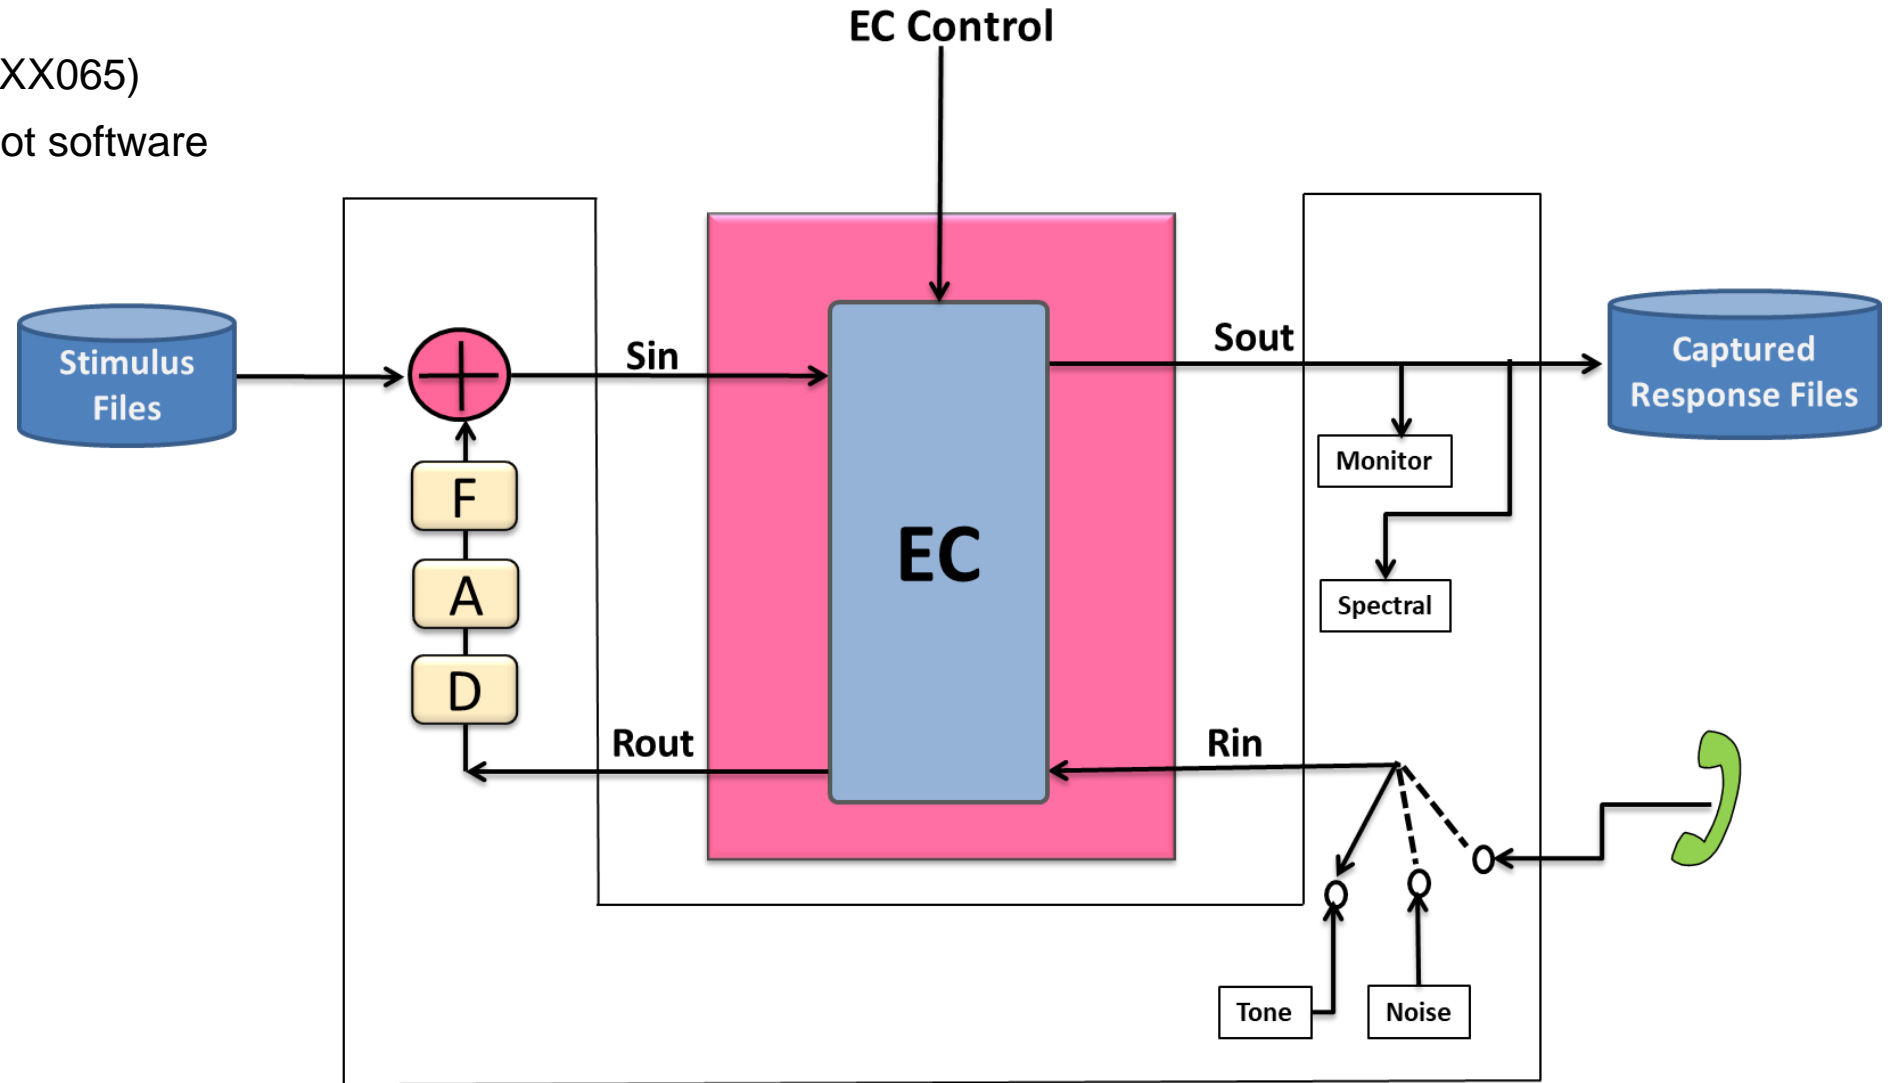 EC Control
XX065)
ot software
Stimulus
Files
Sin
Sout
Captured
Response Files
Monitor
F
EC
A
Spectral
D
Rout
Rin
Tone
Noise